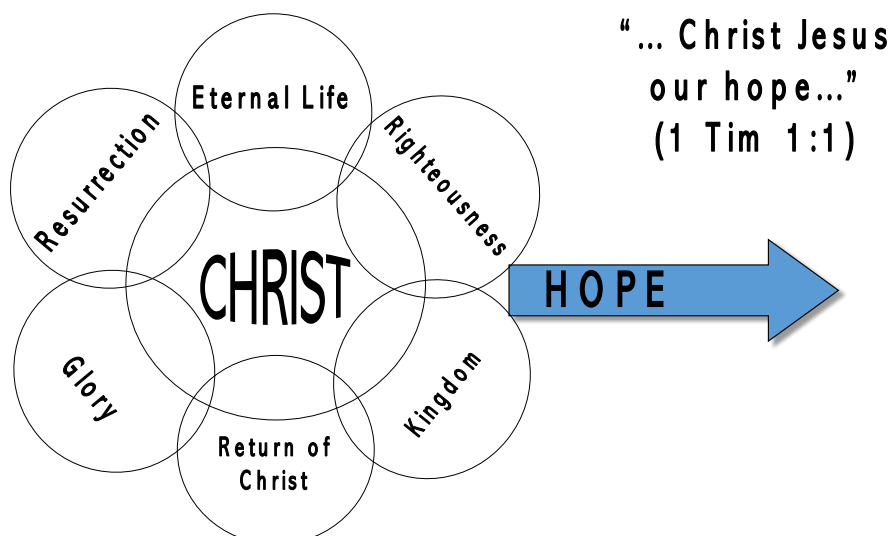 “... Christ Jesus
our hope...”
(1 Tim 1:1)
Eternal Life
Resurrection
Righteousness
CHRIST
HOPE
Glory
Kingdom
Return of
Christ